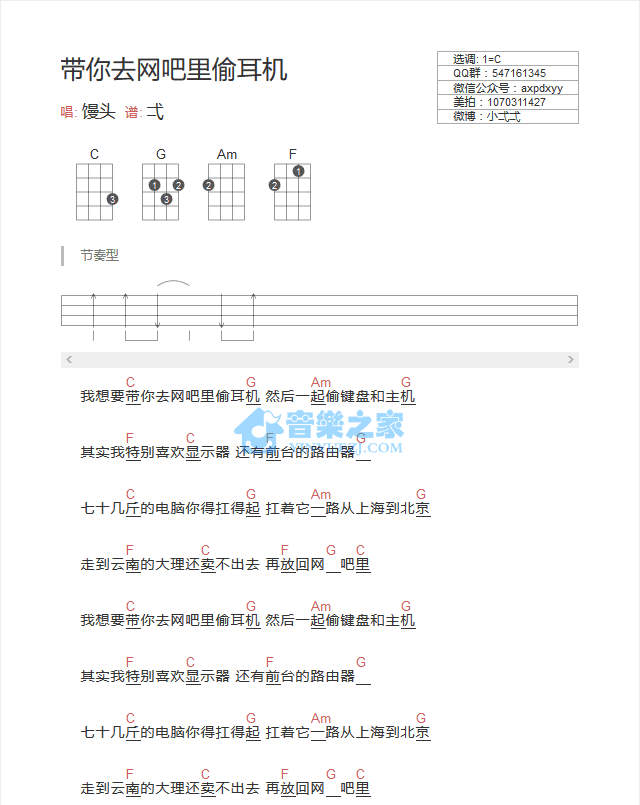 带你去网吧里偷耳机
唱: 馒头 谱: 弌
选调: 1=C
QQ群：547161345
微信公众号：axpdxyy
美拍：1070311427
微博：小弌弌
C G Am F
3 1 2 3 2 2 1
节奏型
C G Am G
我想要带你去网吧里偷耳机 然后一起偷键盘和主机
音樂之家
YINYUEZJ.COM
F C F G
其实我特别喜欢显示器 还有前台的路由器
C G Am G
七十几斤的电脑你得扛得起 扛着它一路从上海到北京
F C F G C
走到云南的大理还卖不出去 再放回网 吧里
C G Am G
我想要带你去网吧里偷耳机 然后一起偷键盘和主机
F C F G
其实我特别喜欢显示器 还有前台的路由器
C G Am G
七十几斤的电脑你得扛得起 扛着它一路从上海到北京
F C F G C
走到云南的大理还卖不出去 再放回网 吧里